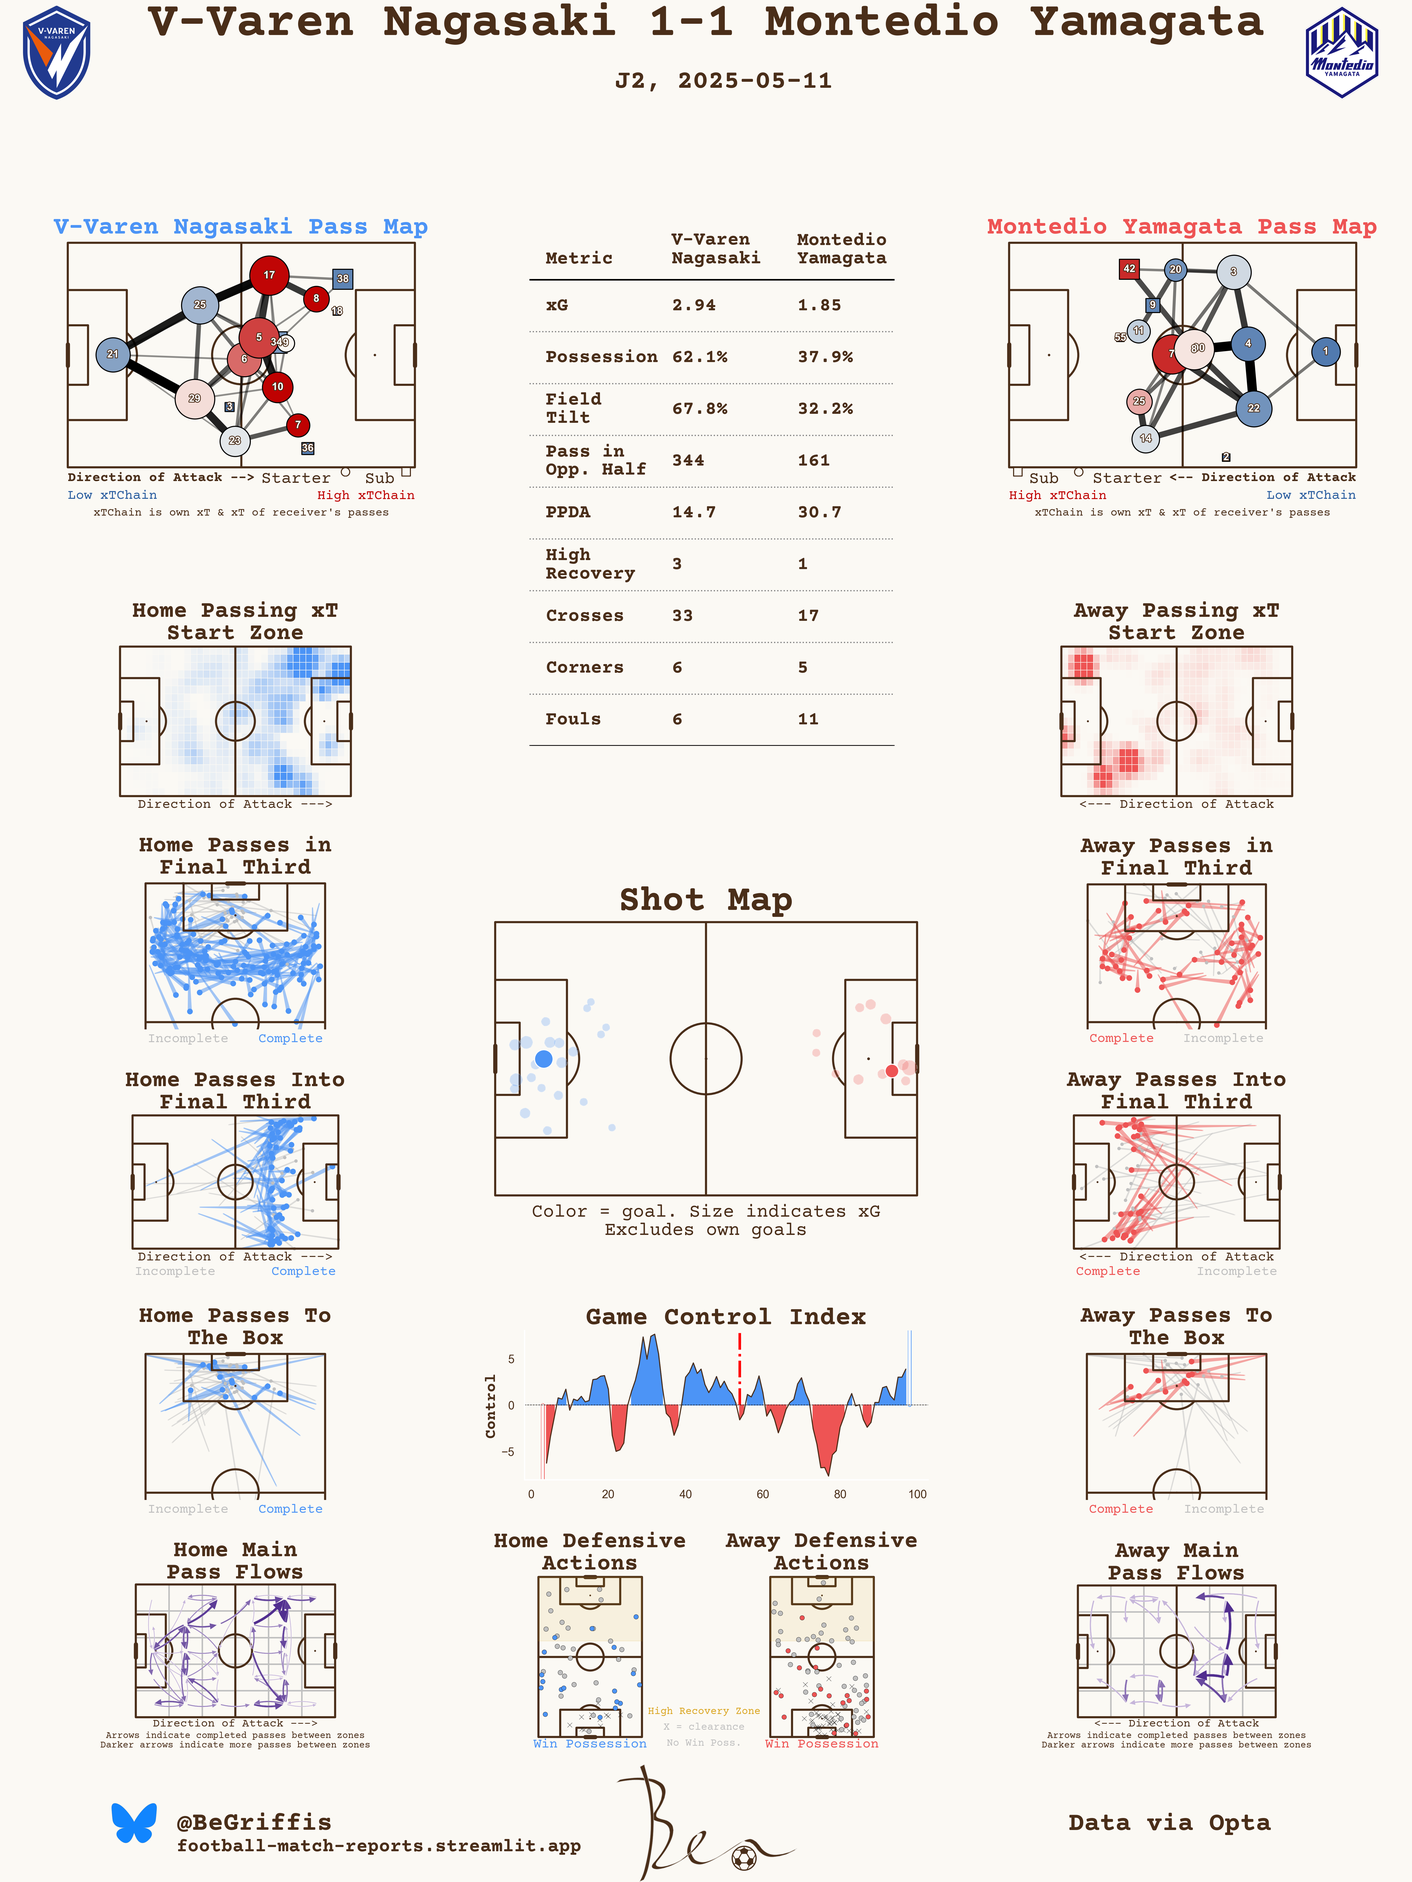 V-Varen Nagasaki 1-1 Montedio Yamagata
J2, 2025-05-11
V-VAREN
NAGASAKI
Montedio
YAMAGATA
V-Varen Nagasaki Pass Map
17
38
8
18
25
5
34
9
21
6
10
29
3
7
23
36
Direction of Attack --> Starter Sub
Low xTChain High xTChain
xTChain is own xT & xT of receiver's passes
Metric V-Varen Nagasaki Montedio Yamagata
xG 2.94 1.85
Possession 62.1% 37.9%
Field Tilt 67.8% 32.2%
Pass in Opp. Half 344 161
PPDA 14.7 30.7
High Recovery 3 1
Crosses 33 17
Corners 6 5
Fouls 6 11
Montedio Yamagata Pass Map
42
20
3
9
11
55
7
80
4
1
25
22
14
2
Sub Starter <-- Direction of Attack
High xTChain Low xTChain
xTChain is own xT & xT of receiver's passes
Home Passing xT
Start Zone
Direction of Attack --->
Away Passing xT
Start Zone
<--- Direction of Attack
Home Passes in
Final Third
Incomplete Complete
Away Passes in
Final Third
Complete Incomplete
Shot Map
Color = goal. Size indicates xG
Excludes own goals
Home Passes Into
Final Third
Direction of Attack --->
Incomplete Complete
Away Passes Into
Final Third
<--- Direction of Attack
Complete Incomplete
Home Passes To
The Box
Incomplete Complete
Game Control Index
Control
5
0
−5
0 20 40 60 80 100
Away Passes To
The Box
Complete Incomplete
Home Main
Pass Flows
Direction of Attack --->
Arrows indicate completed passes between zones
Darker arrows indicate more passes between zones
Home Defensive
Actions
Win Possession
High Recovery Zone
X = clearance
No Win Poss.
Away Defensive
Actions
Win Possession
Away Main
Pass Flows
<--- Direction of Attack
Arrows indicate completed passes between zones
Darker arrows indicate more passes between zones
@BeGriffis
football-match-reports.streamlit.app
Ben
Data via Opta